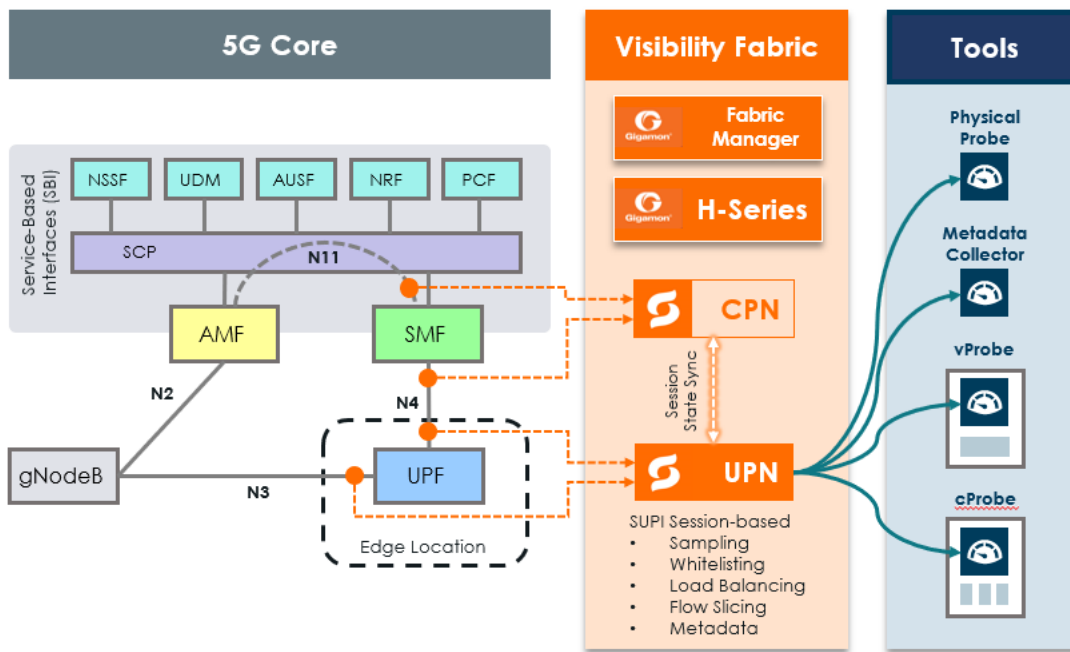 5G Core
Visibility Fabric
Tools
Gigamon®
Fabric
Manager
Gigamon®
H-Series
Physical
Probe
Service-Based
Interfaces (SBI)
NSSF
UDM
AUSF
NRF
PCF
SCP
N11
Metadata
Collector
AMF
SMF
CPN
vProbe
N2
N4
Session
State Sync
gNodeB
N3
UPF
UPN
Edge Location
cProbe
SUPI Session-based
• Sampling
• Whitelisting
• Load Balancing
• Flow Slicing
• Metadata